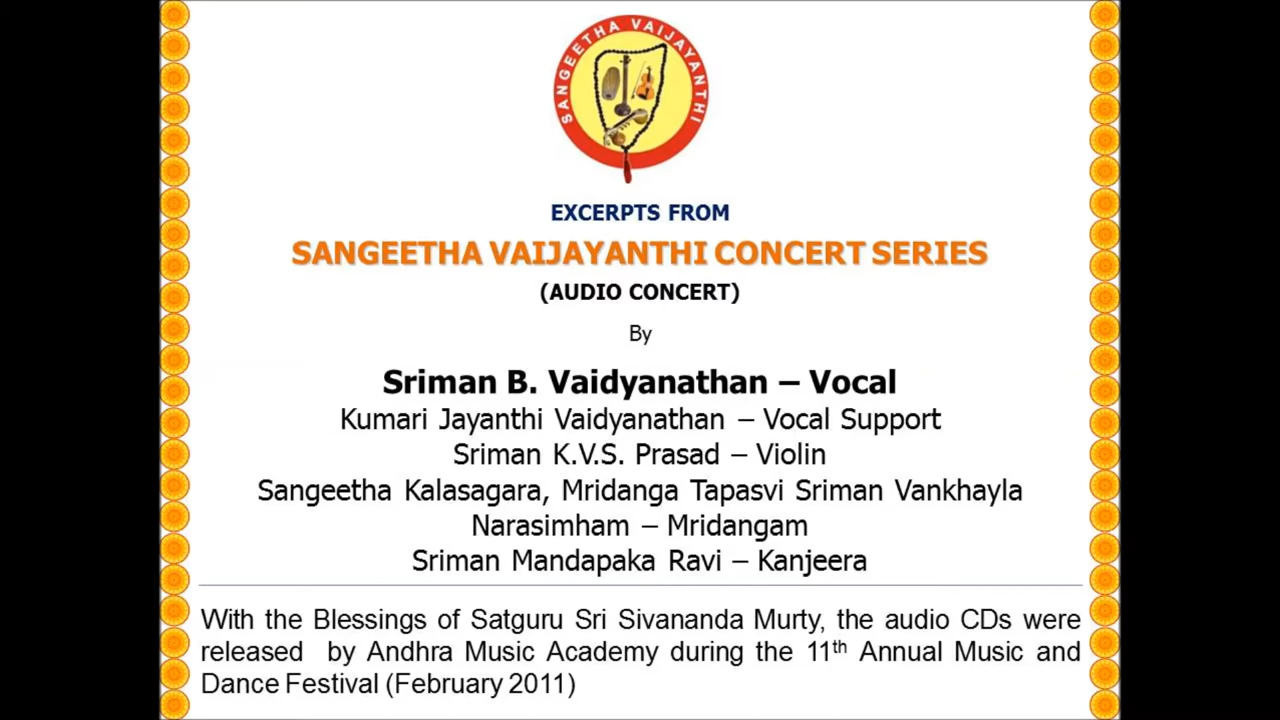 SANGEETHA VAIJAYANTHI
EXCERPTS FROM
SANGEETHA VAIJAYANTHI CONCERT SERIES
(AUDIO CONCERT)
By
Sriman B. Vaidyanathan – Vocal
Kumari Jayanthi Vaidyanathan – Vocal Support
Sriman K.V.S. Prasad – Violin
Sangeetha Kalasagara, Mridanga Tapasvi Sriman Vankhayla
Narasimham – Mridangam
Sriman Mandapaka Ravi – Kanjeera
With the Blessings of Satguru Sri Sivananda Murty, the audio CDs were
released by Andhra Music Academy during the 11th Annual Music and
Dance Festival (February 2011)